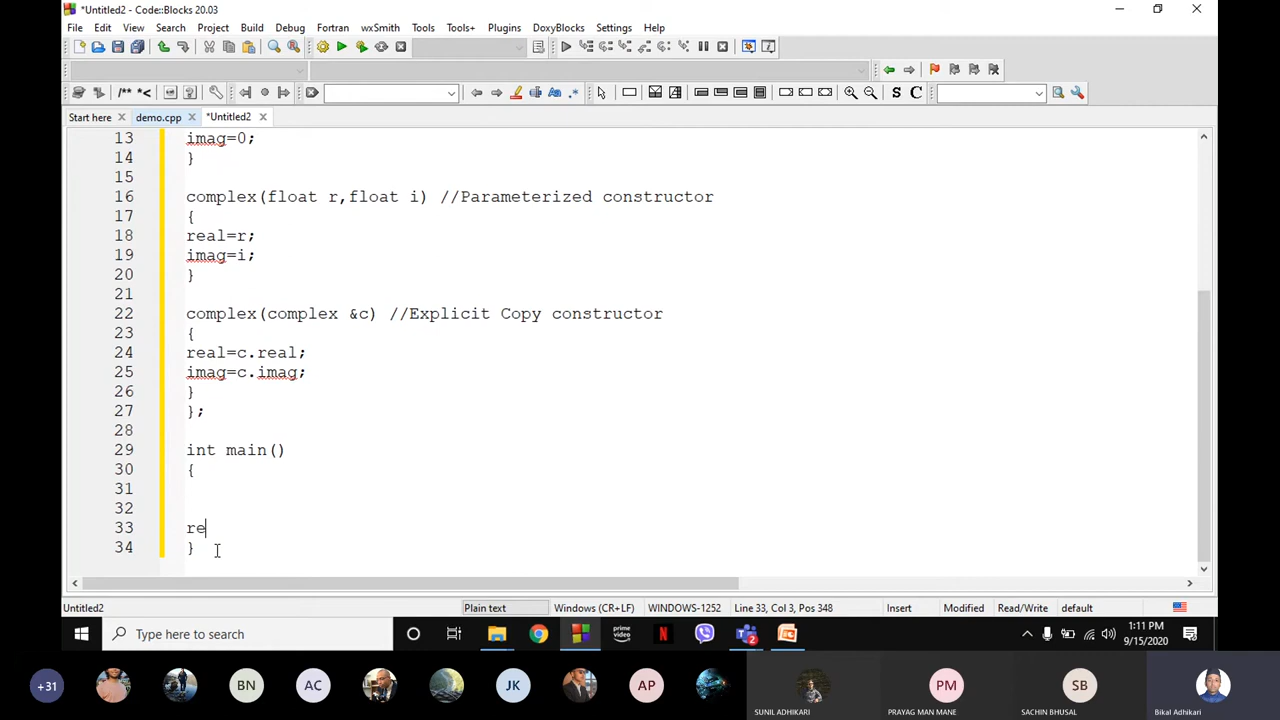 *Untitled2 - Code::Blocks 20.03
File Edit View Search Project Build Debug Fortran wxSmith Tools Tools+ Plugins DoxyBlocks Settings Help
/** *< .* S C
Start here demo.cpp *Untitled2
13 imag=0;
14 }
15
16 complex(float r,float i) //Parameterized constructor
17 {
18 real=r;
19 imag=i;
20 }
21
22 complex(complex &c) //Explicit Copy constructor
23 {
24 real=c.real;
25 imag=c.imag;
26 }
27 };
28
29 int main()
30 {
31
32
33 re
34 }
Untitled2 Plain text Windows (CR+LF) WINDOWS-1252 Line 33, Col 3, Pos 348 Insert Modified Read/Write default
Type here to search prime video N 2 1:11 PM
9/15/2020
+31 BN AC JK AP PM SB
SUNIL ADHIKARI PRAYAG MAN MANE SACHIN BHUSAL Bikal Adhikari